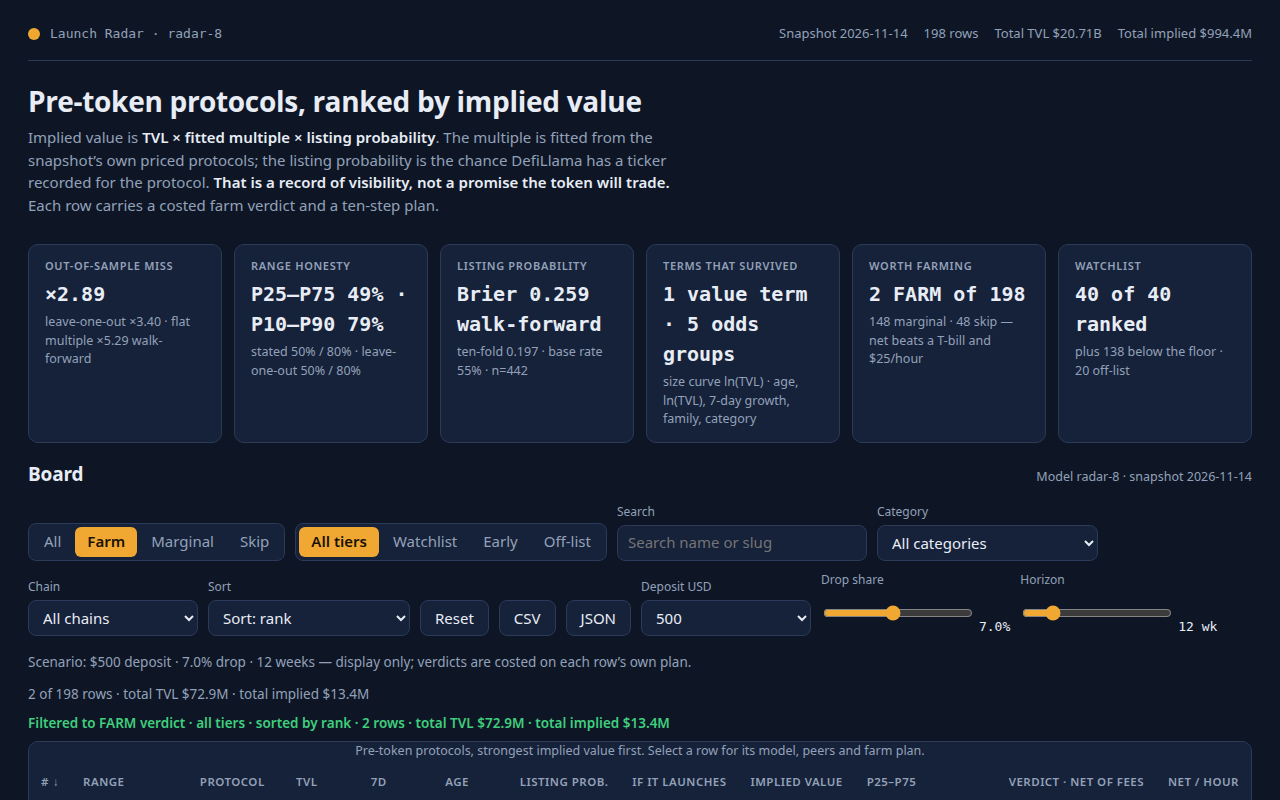 Launch Radar · radar-8
Snapshot 2026-11-14 198 rows Total TVL $20.71B Total implied $994.4M
Pre-token protocols, ranked by implied value
Implied value is TVL × fitted multiple × listing probability. The multiple is fitted from the
snapshot's own priced protocols; the listing probability is the chance DefiLlama has a ticker
recorded for the protocol. That is a record of visibility, not a promise the token will trade.
Each row carries a costed farm verdict and a ten-step plan.
OUT-OF-SAMPLE MISS
×2.89
leave-one-out ×3.40 · flat
multiple ×5.29 walk-
forward
RANGE HONESTY
P25–P75 49% ·
P10–P90 79%
stated 50% / 80% · leave-
one-out 50% / 80%
LISTING PROBABILITY
Brier 0.259
walk-forward
ten-fold 0.197 · base rate
55% · n=442
TERMS THAT SURVIVED
1 value term
· 5 odds
groups
size curve ln(TVL) · age,
ln(TVL), 7-day growth,
family, category
WORTH FARMING
2 FARM of 198
148 marginal · 48 skip —
net beats a T-bill and
$25/hour
WATCHLIST
40 of 40
ranked
plus 138 below the floor ·
20 off-list
Board
Model radar-8 · snapshot 2026-11-14
All Farm Marginal Skip
All tiers Watchlist Early Off-list
Search
Search name or slug
Category
All categories
Chain
All chains
Sort
Sort: rank
Reset
CSV
JSON
Deposit USD
500
Drop share
7.0%
Horizon
12 wk
Scenario: $500 deposit · 7.0% drop · 12 weeks — display only; verdicts are costed on each row's own plan.
2 of 198 rows · total TVL $72.9M · total implied $13.4M
Filtered to FARM verdict · all tiers · sorted by rank · 2 rows · total TVL $72.9M · total implied $13.4M
Pre-token protocols, strongest implied value first. Select a row for its model, peers and farm plan.
# ↓ RANGE PROTOCOL TVL 7D AGE LISTING PROB. IF IT LAUNCHES IMPLIED VALUE P25–P75 VERDICT · NET OF FEES NET / HOUR